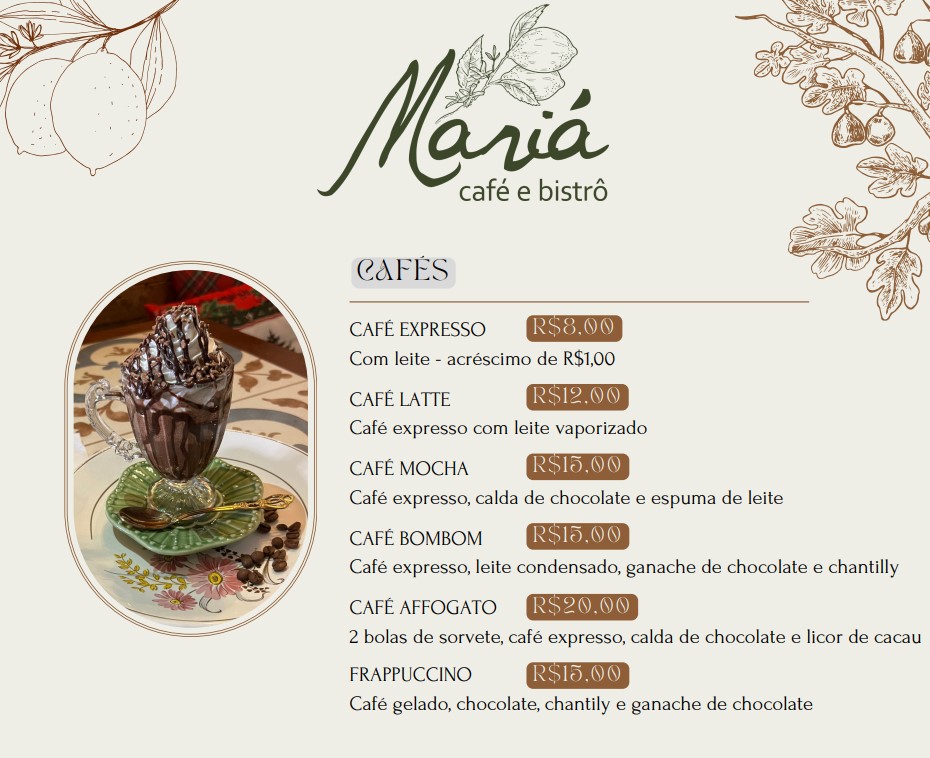 Mariá
café e bistrô
CAFÉS
CAFÉ EXPRESSO R$8,00
Com leite - acréscimo de R$1,00
CAFÉ LATTE R$12,00
Café expresso com leite vaporizado
CAFÉ MOCHA R$15,00
Café expresso, calda de chocolate e espuma de leite
CAFÉ BOMBOM R$15,00
Café expresso, leite condensado, ganache de chocolate e chantilly
CAFÉ AFFOGATO R$20,00
2 bolas de sorvete, café expresso, calda de chocolate e licor de cacau
FRAPPUCCINO R$15,00
Café gelado, chocolate, chantily e ganache de chocolate